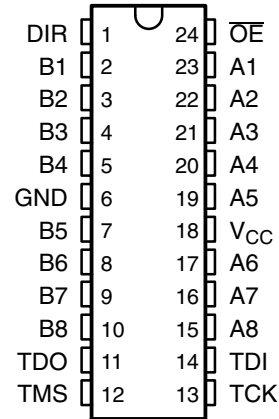 DIR 1 24 O̅E̅
B1 2 23 A1
B2 3 22 A2
B3 4 21 A3
B4 5 20 A4
GND 6 19 A5
B5 7 18 VCC
B6 8 17 A6
B7 9 16 A7
B8 10 15 A8
TDO 11 14 TDI
TMS 12 13 TCK